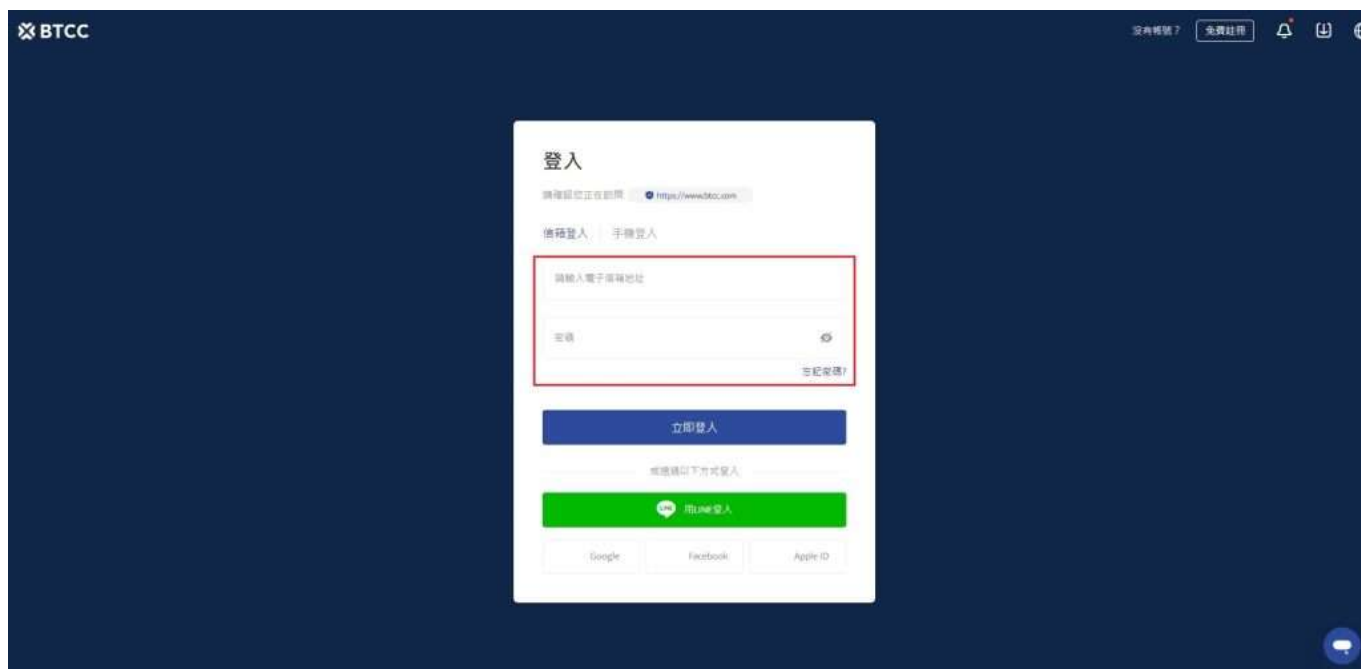 BTCC
沒有帳號？ 免費註冊
登入
請確認您正在訪問 https://www.btcc.com
信箱登入 手機登入
請輸入電子信箱地址
密碼
忘記密碼?
立即登入
或透過以下方式登入
LINE 用LINE登入
Google Facebook Apple ID